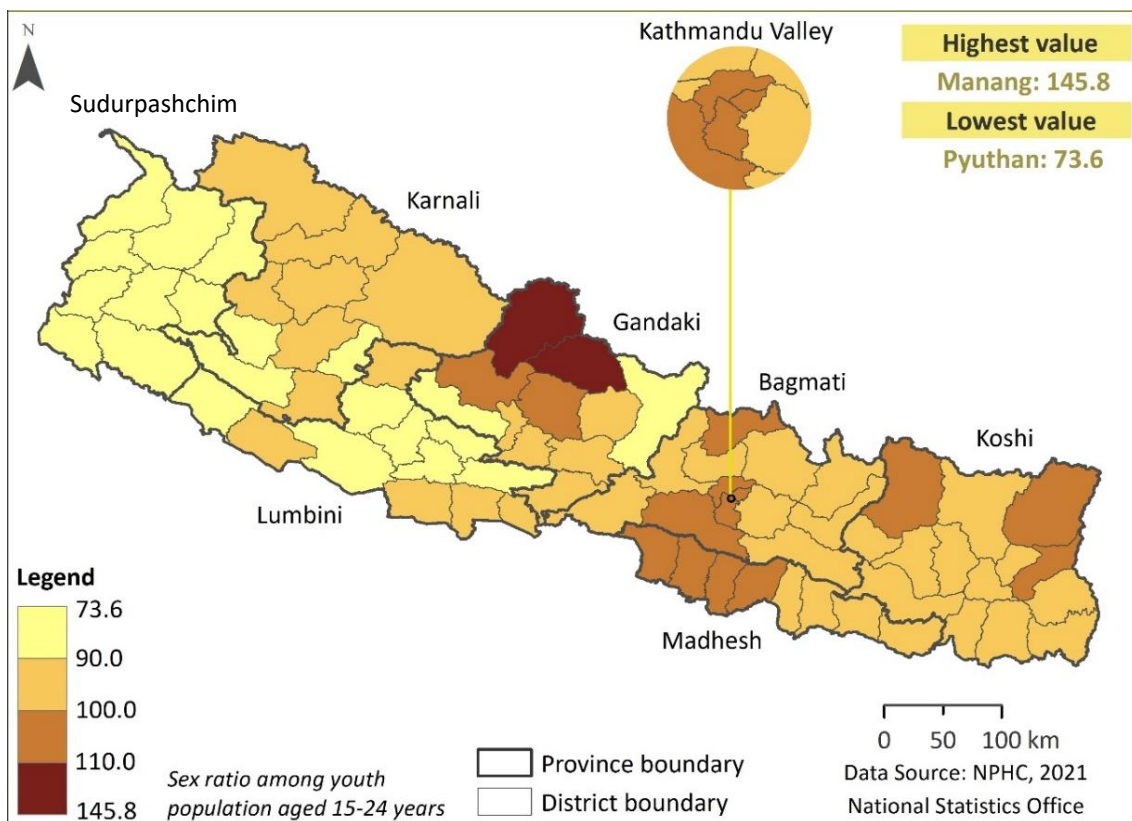 N
Kathmandu Valley
Highest value
Manang: 145.8
Lowest value
Pyuthan: 73.6
Sudurpashchim
Karnali
Gandaki
Bagmati
Koshi
Lumbini
Madhesh
Legend
73.6
90.0
100.0
110.0
145.8
Sex ratio among youth
population aged 15-24 years
Province boundary
District boundary
0 50 100 km
Data Source: NPHC, 2021
National Statistics Office